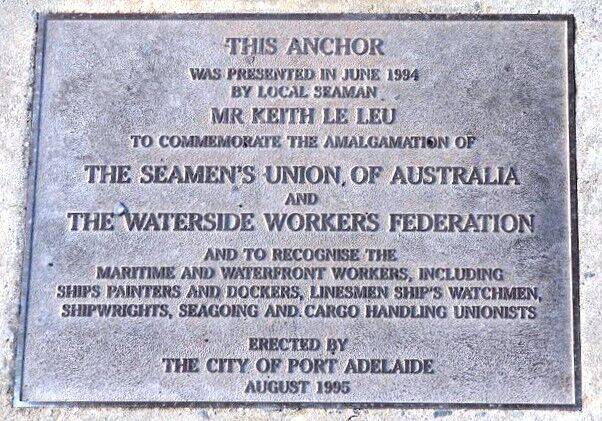 THIS ANCHOR
WAS PRESENTED IN JUNE 1994
BY LOCAL SEAMAN
MR KEITH LE LEU
TO COMMEMORATE THE AMALGAMATION OF
THE SEAMEN'S UNION, OF AUSTRALIA
AND
THE WATERSIDE WORKER'S FEDERATION
AND TO RECOGNISE THE
MARITIME AND WATERFRONT WORKERS, INCLUDING
SHIPS PAINTERS AND DOCKERS, LINESMEN SHIP'S WATCHMEN,
SHIPWRIGHTS, SEAGOING AND CARGO HANDLING UNIONISTS
ERECTED BY
THE CITY OF PORT ADELAIDE
AUGUST 1995